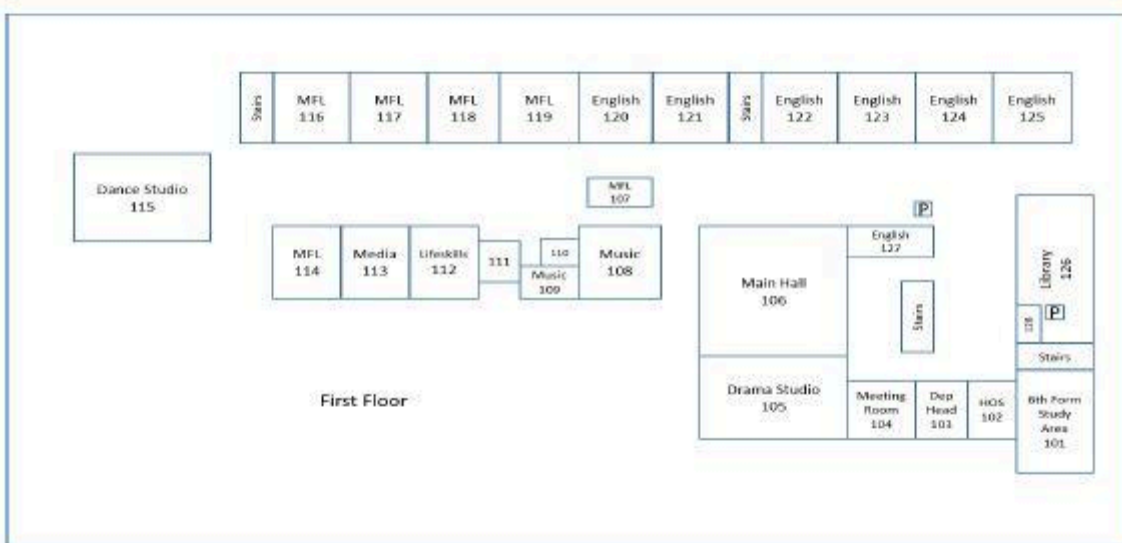 Stairs
MFL
116
MFL
117
MFL
118
MFL
119
English
120
English
121
Stairs
English
122
English
123
English
124
English
125
Dance Studio
115
MFL
107
P
MFL
114
Media
113
Lifeskills
112
111
110
Music
109
Music
108
Main Hall
106
English
127
Stairs
Library
126
128
P
Stairs
Drama Studio
105
Meeting
Room
104
Dep
Head
103
HOS
102
6th Form
Study
Area
101
First Floor